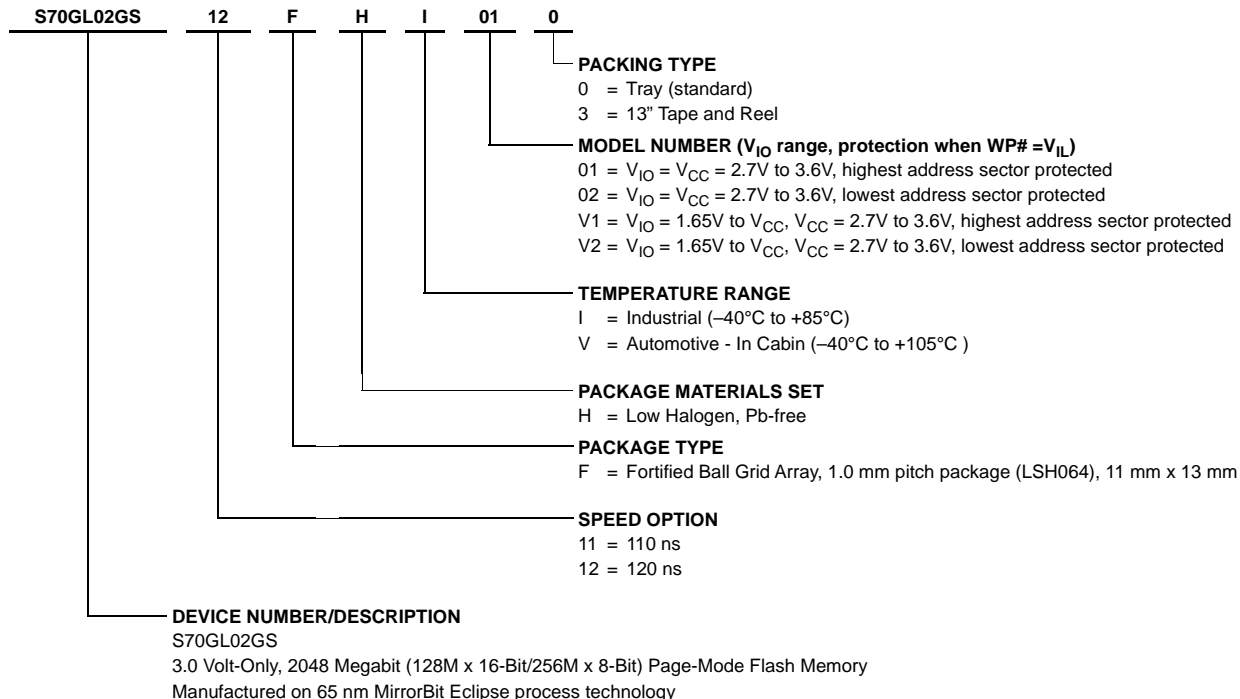 S70GL02GS 12 F H I 01 0
PACKING TYPE
0 = Tray (standard)
3 = 13” Tape and Reel
MODEL NUMBER (VIO range, protection when WP# =VIL)
01 = VIO = VCC = 2.7V to 3.6V, highest address sector protected
02 = VIO = VCC = 2.7V to 3.6V, lowest address sector protected
V1 = VIO = 1.65V to VCC, VCC = 2.7V to 3.6V, highest address sector protected
V2 = VIO = 1.65V to VCC, VCC = 2.7V to 3.6V, lowest address sector protected
TEMPERATURE RANGE
I = Industrial (–40°C to +85°C)
V = Automotive - In Cabin (–40°C to +105°C )
PACKAGE MATERIALS SET
H = Low Halogen, Pb-free
PACKAGE TYPE
F = Fortified Ball Grid Array, 1.0 mm pitch package (LSH064), 11 mm x 13 mm
SPEED OPTION
11 = 110 ns
12 = 120 ns
DEVICE NUMBER/DESCRIPTION
S70GL02GS
3.0 Volt-Only, 2048 Megabit (128M x 16-Bit/256M x 8-Bit) Page-Mode Flash Memory
Manufactured on 65 nm MirrorBit Eclipse process technology